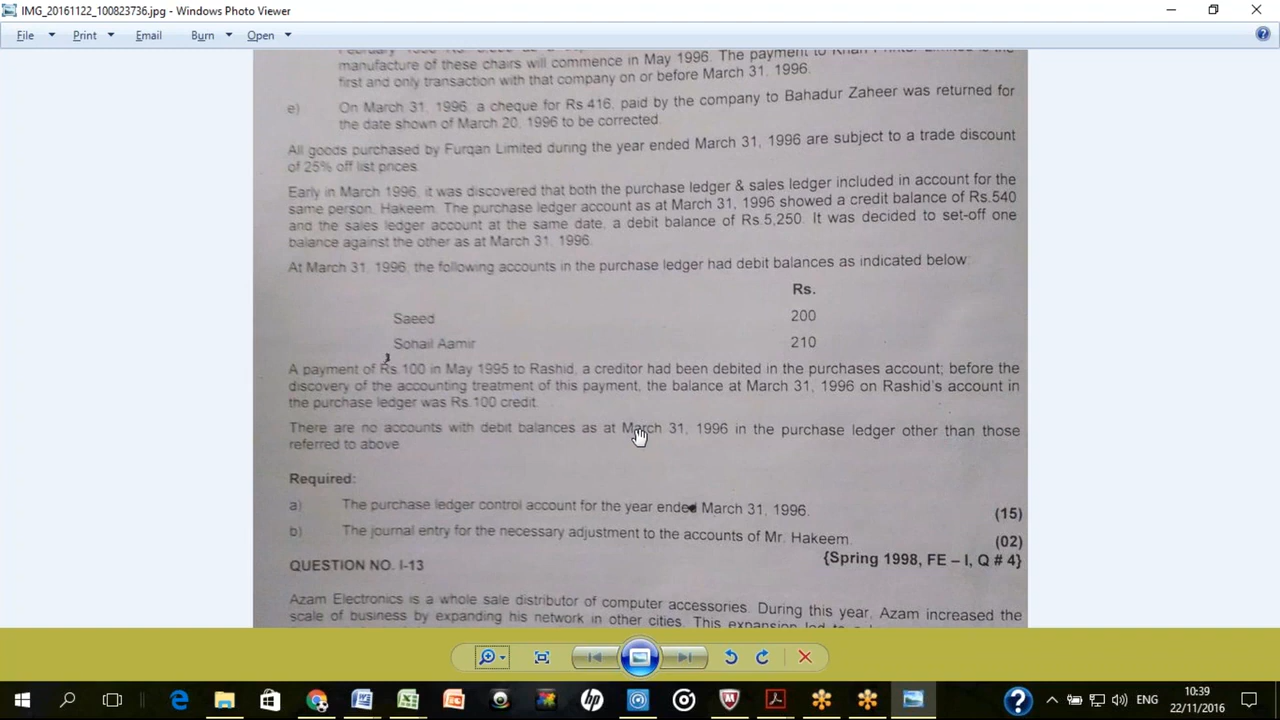 IMG_20161122_100823736.jpg - Windows Photo Viewer
File Print Email Burn Open
manufacture of these chairs will commence in May 1996. The payment to Khan Printer Limited is the
first and only transaction with that company on or before March 31, 1996.
e) On March 31, 1996, a cheque for Rs.416, paid by the company to Bahadur Zaheer was returned for
the date shown of March 20, 1996 to be corrected.
All goods purchased by Furqan Limited during the year ended March 31, 1996 are subject to a trade discount
of 25% off list prices.
Early in March 1996, it was discovered that both the purchase ledger & sales ledger included in account for the
same person, Hakeem. The purchase ledger account as at March 31, 1996 showed a credit balance of Rs.540
and the sales ledger account at the same date, a debit balance of Rs.5,250. It was decided to set-off one
balance against the other as at March 31, 1996.
At March 31, 1996, the following accounts in the purchase ledger had debit balances as indicated below:
Rs.
Saeed 200
Sohail Aamir 210
A payment of Rs.100 in May 1995 to Rashid, a creditor had been debited in the purchases account; before the
discovery of the accounting treatment of this payment, the balance at March 31, 1996 on Rashid's account in
the purchase ledger was Rs.100 credit.
There are no accounts with debit balances as at March 31, 1996 in the purchase ledger other than those
referred to above.
Required:
a) The purchase ledger control account for the year ended March 31, 1996. (15)
b) The journal entry for the necessary adjustment to the accounts of Mr. Hakeem. (02)
{Spring 1998, FE – I, Q # 4}
QUESTION NO. I-13
Azam Electronics is a whole sale distributor of computer accessories. During this year, Azam increased the
scale of business by expanding his network in other cities. This expansion led to a
ENG
10:39
22/11/2016